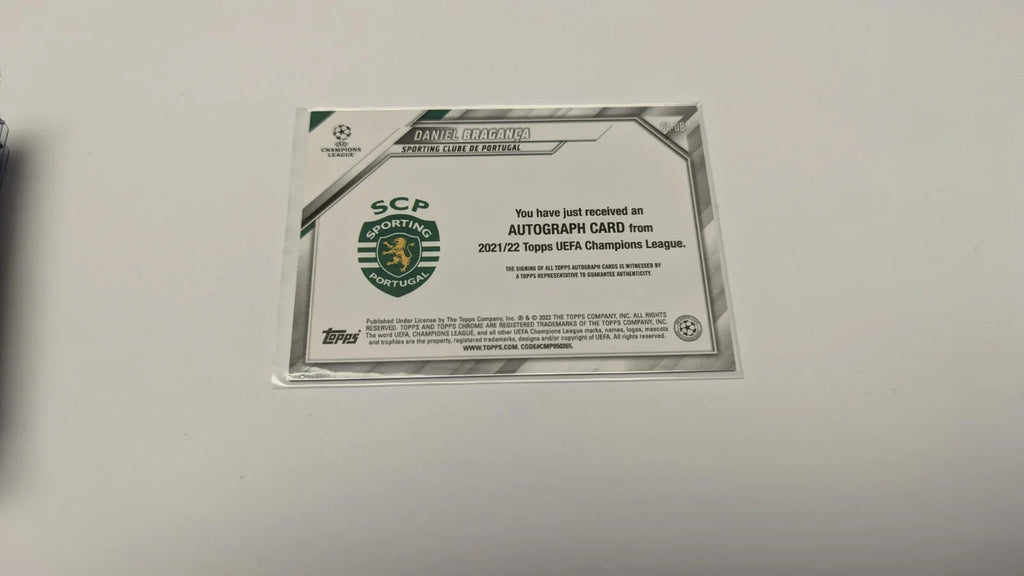 DANIEL BRAGANÇA
SPORTING CLUBE DE PORTUGAL
CHAMPIONS
LEAGUE
SCP
SPORTING
PORTUGAL
You have just received an
AUTOGRAPH CARD from
2021/22 Topps UEFA Champions League.
THE SIGNING OF ALL TOPPS AUTOGRAPH CARDS IS WITNESSED BY
A TOPPS REPRESENTATIVE TO GUARANTEE AUTHENTICITY.
topps
Published Under License by The Topps Company, Inc. ® & © 2022 THE TOPPS COMPANY, INC. ALL RIGHTS
RESERVED. TOPPS AND TOPPS CHROME ARE REGISTERED TRADEMARKS OF THE TOPPS COMPANY, INC.
The word UEFA, CHAMPIONS LEAGUE, and all other UEFA Champions League marks, names, logos, mascots
and trophies are the property, registered trademarks, designs and/or copyright of UEFA. All rights reserved.
WWW.TOPPS.COM. CODE#CMP050265.